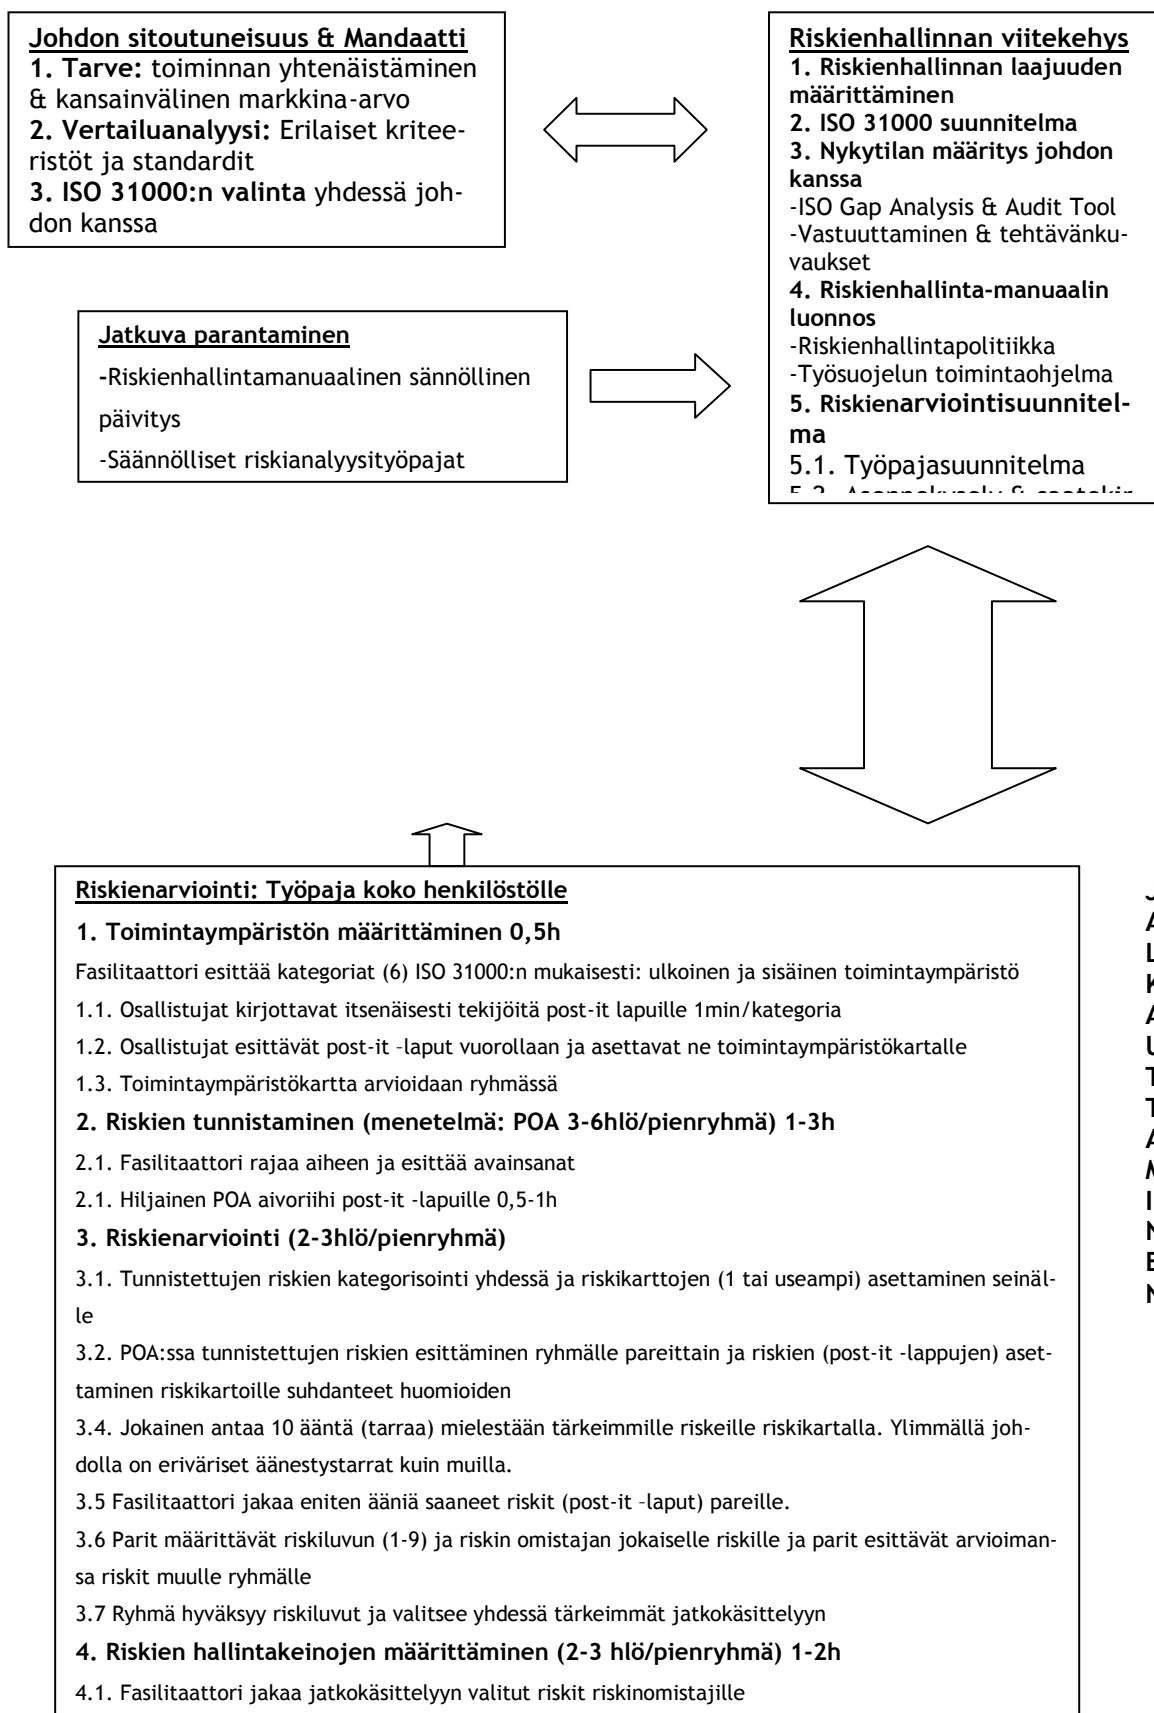 Johdon sitoutuneisuus & Mandaatti
1. Tarve: toiminnan yhtenäistäminen
& kansainvälinen markkina-arvo
2. Vertailuanalyysi: Erilaiset kritee-
ristöt ja standardit
3. ISO 31000:n valinta yhdessä joh-
don kanssa
Riskienhallinnan viitekehys
1. Riskienhallinnan laajuuden
määrittäminen
2. ISO 31000 suunnitelma
3. Nykytilan määritys johdon
kanssa
-ISO Gap Analysis & Audit Tool
-Vastuuttaminen & tehtävänku-
vaukset
4. Riskienhallinta-manuaalin
luonnos
-Riskienhallintapolitiikka
-Työsuojelun toimintaohjelma
5. Riskienarviointisuunnitel-
ma
5.1. Työpajasuunnitelma
Jatkuva parantaminen
-Riskienhallintamanuaalinen sännöllinen
päivitys
-Säännölliset riskianalyysityöpajat
Riskienarviointi: Työpaja koko henkilöstölle
1. Toimintaympäristön määrittäminen 0,5h
Fasilitaattori esittää kategoriat (6) ISO 31000:n mukaisesti: ulkoinen ja sisäinen toimintaympäristö
1.1. Osallistujat kirjottavat itsenäisesti tekijöitä post-it lapuille 1min/kategoria
1.2. Osallistujat esittävät post-it –laput vuorollaan ja asettavat ne toimintaympäristökartalle
1.3. Toimintaympäristökartta arvioidaan ryhmässä
2. Riskien tunnistaminen (menetelmä: POA 3-6hlö/pienryhmä) 1-3h
2.1. Fasilitaattori rajaa aiheen ja esittää avainsanat
2.1. Hiljainen POA aivoriihi post-it -lapuille 0,5-1h
3. Riskienarviointi (2-3hlö/pienryhmä)
3.1. Tunnistettujen riskien kategorisointi yhdessä ja riskikarttojen (1 tai useampi) asettaminen seinäl-
le
3.2. POA:ssa tunnistettujen riskien esittäminen ryhmälle pareittain ja riskien (post-it -lappujen) aset-
taminen riskikartoille suhdanteet huomioiden
3.4. Jokainen antaa 10 ääntä (tarraa) mielestään tärkeimmille riskeille riskikartalla. Ylimmällä joh-
dolla on eriväriset äänestystarrat kuin muilla.
3.5 Fasilitaattori jakaa eniten ääniä saaneet riskit (post-it –laput) pareille.
3.6 Parit määrittävät riskiluvun (1-9) ja riskin omistajan jokaiselle riskille ja parit esittävät arvioiman-
sa riskit muulle ryhmälle
3.7 Ryhmä hyväksyy riskiluvut ja valitsee yhdessä tärkeimmät jatkokäsittelyyn
4. Riskien hallintakeinojen määrittäminen (2-3 hlö/pienryhmä) 1-2h
4.1. Fasilitaattori jakaa jatkokäsittelyyn valitut riskit riskinomistajille